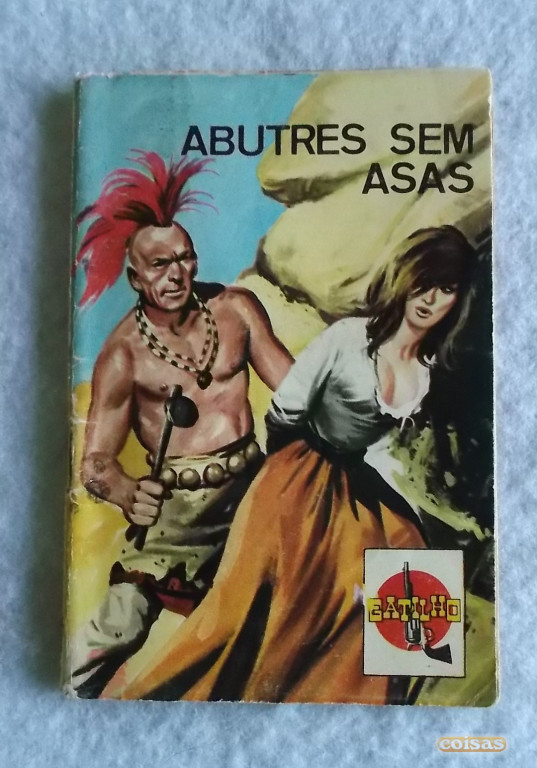 ABUTRES SEM
ASAS
GATILHO
coisas